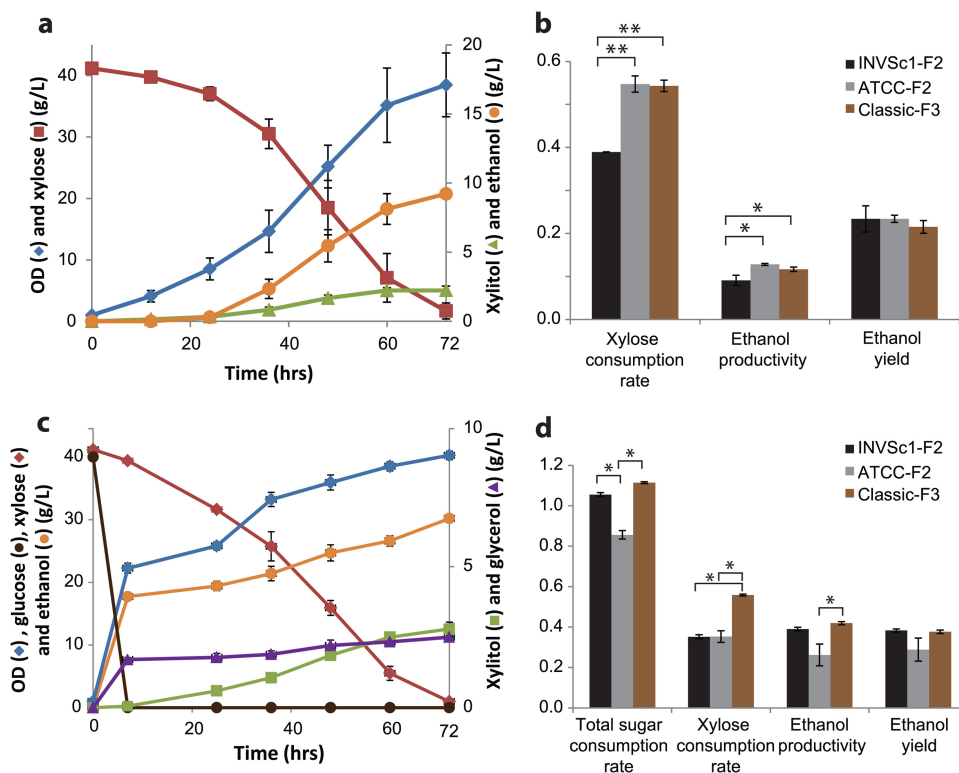 a
OD (◆) and xylose (■) (g/L)
40
30
20
10
0
20
15
10
5
0
Xylitol (▲) and ethanol (●) (g/L)
0 20 40 60 72
Time (hrs)
b
0.6
0.4
0.2
0.0
**
**
*
*
INVSc1-F2
ATCC-F2
Classic-F3
Xylose consumption rate
Ethanol productivity
Ethanol yield
c
OD (◆), glucose (●), xylose (◆)
and ethanol (●) (g/L)
40
30
20
10
0
10
5
0
Xylitol (■) and glycerol (▲) (g/L)
0 20 40 60 72
Time (hrs)
d
1.2
1.0
0.8
0.6
0.4
0.2
0.0
* *
* *
*
INVSc1-F2
ATCC-F2
Classic-F3
Total sugar consumption rate
Xylose consumption rate
Ethanol productivity
Ethanol yield